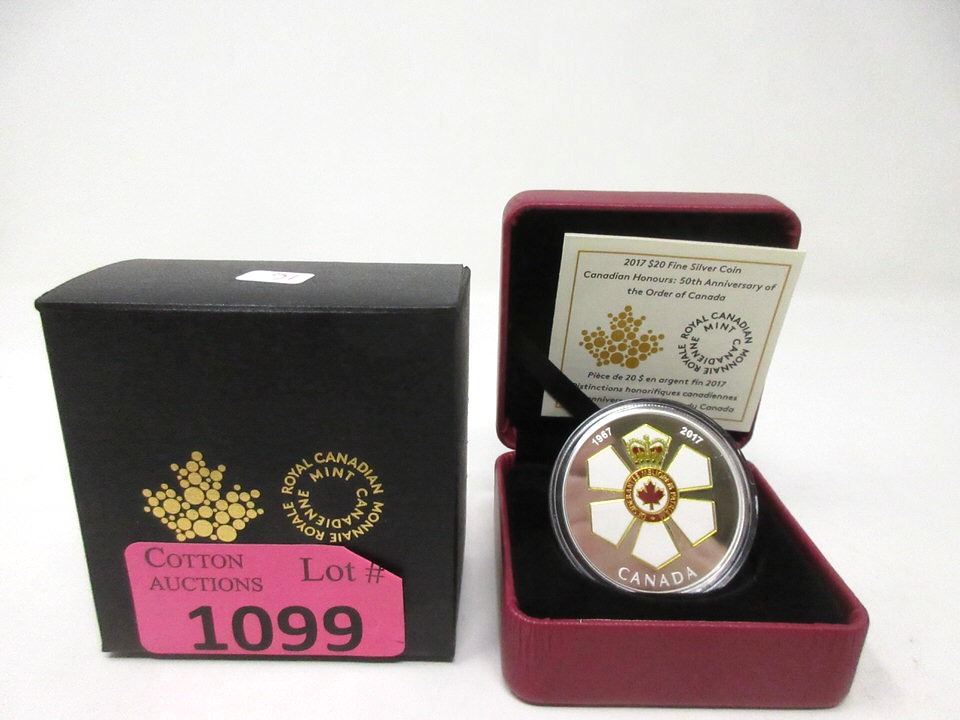 ROYAL CANADIAN MINT
MONNAIE ROYALE CANADIENNE
COTTON AUCTIONS
Lot #
1099
2017 $20 Fine Silver Coin
Canadian Honours: 50th Anniversary of
the Order of Canada
ROYAL CANADIAN MINT
MONNAIE ROYALE CANADIENNE
Pièce de 20 $ en argent fin 2017
Distinctions honorifiques canadiennes
du Canada
1967
2017
CANADA